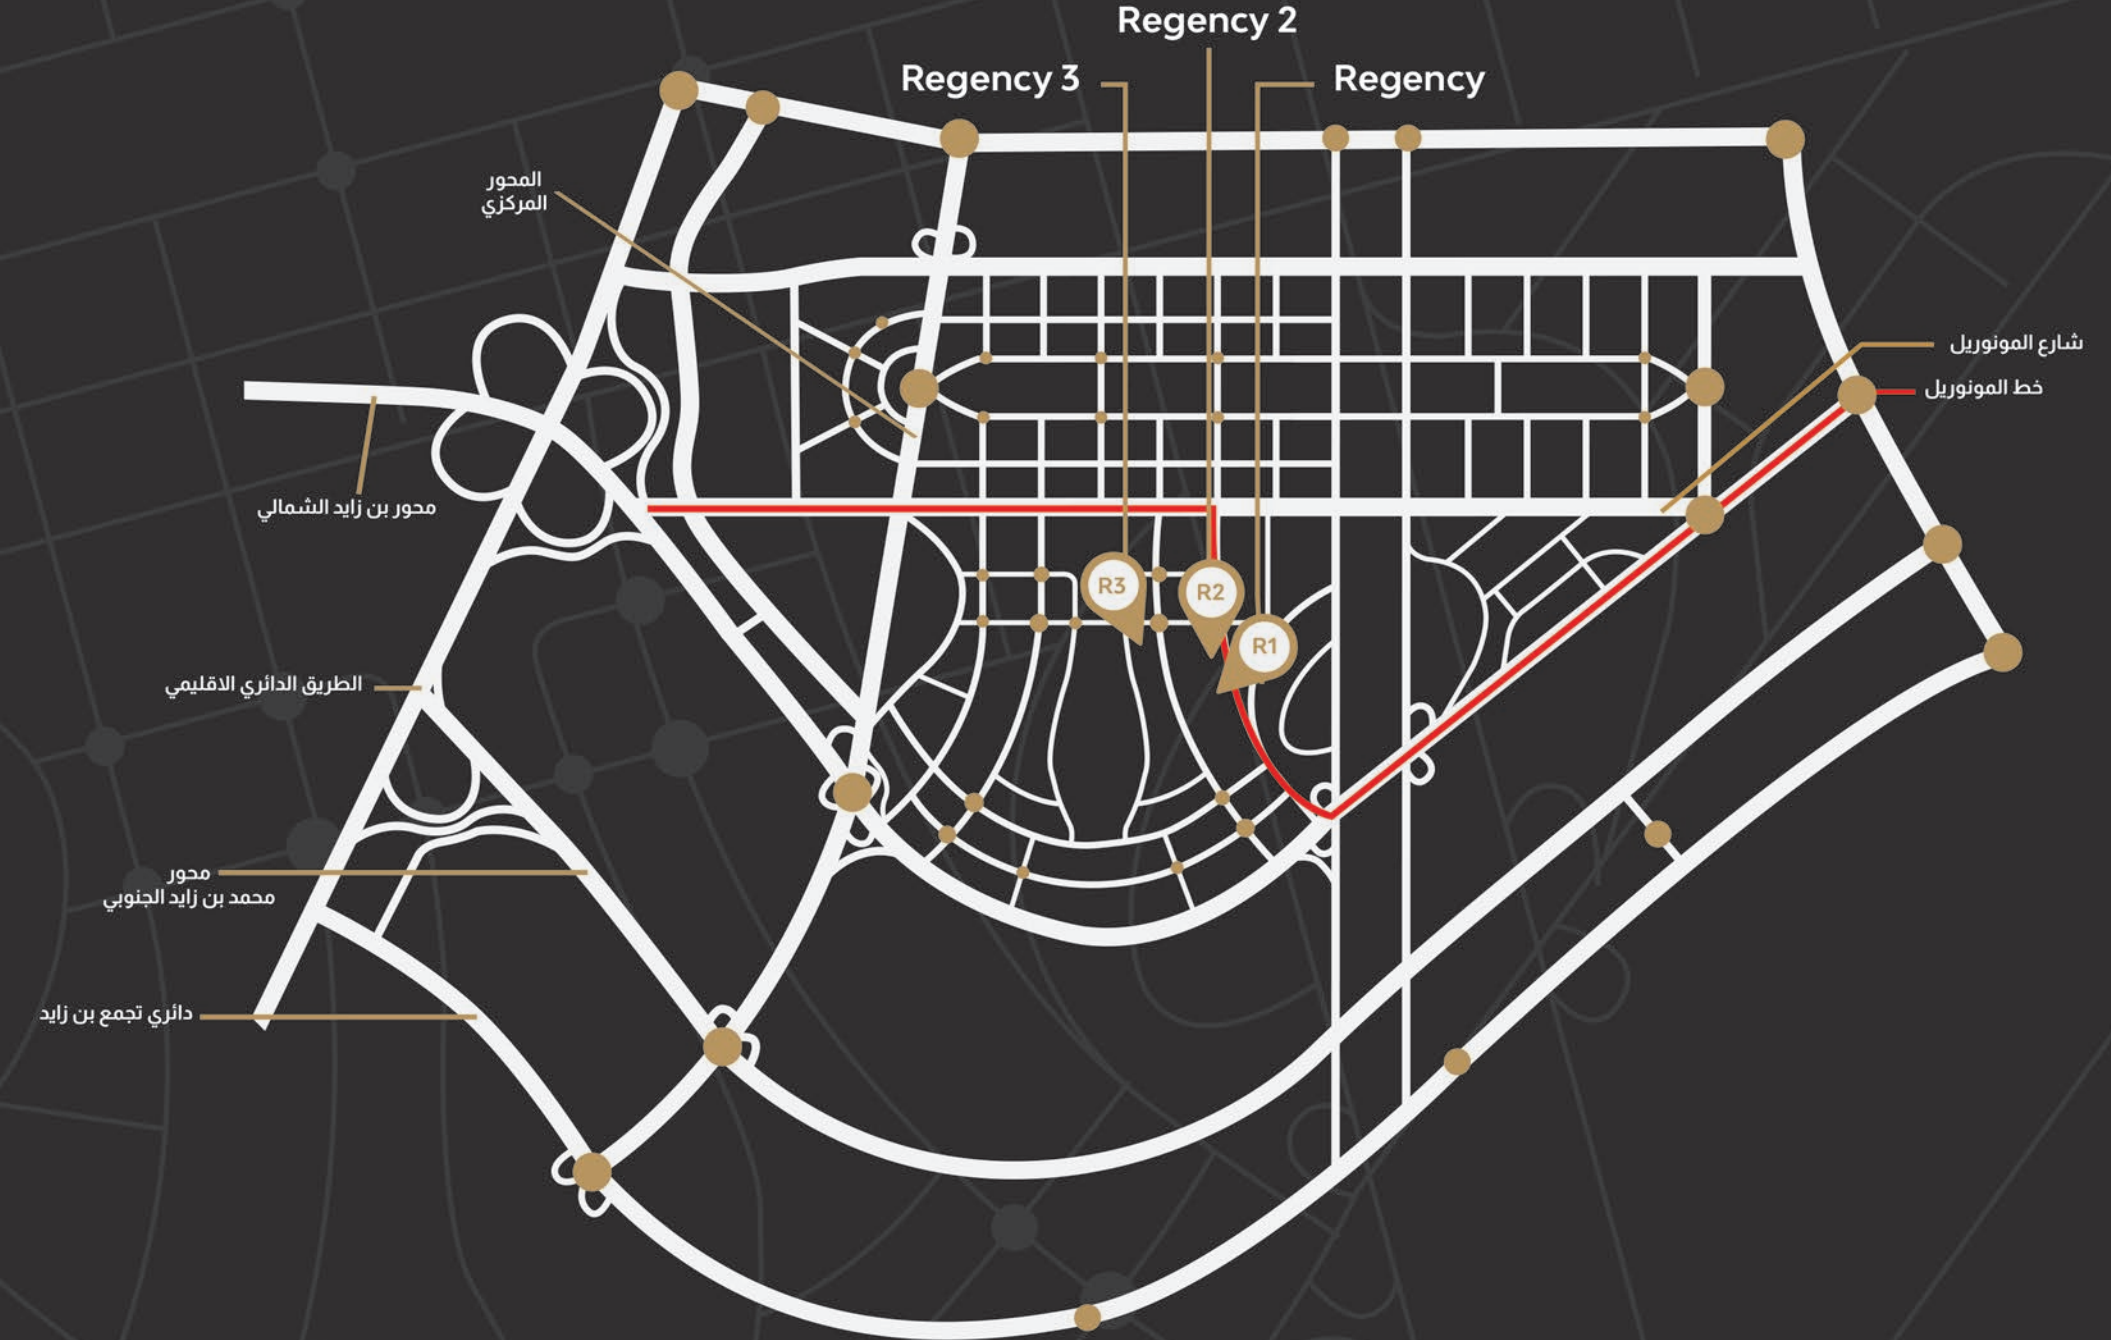 Regency 2
Regency 3
Regency
المحور
المركزي
شارع المونوريل
خط المونوريل
محور بن زايد الشمالي
R3
R2
R1
الطريق الدائري الاقليمي
محور
محمد بن زايد الجنوبي
دائري تجمع بن زايد